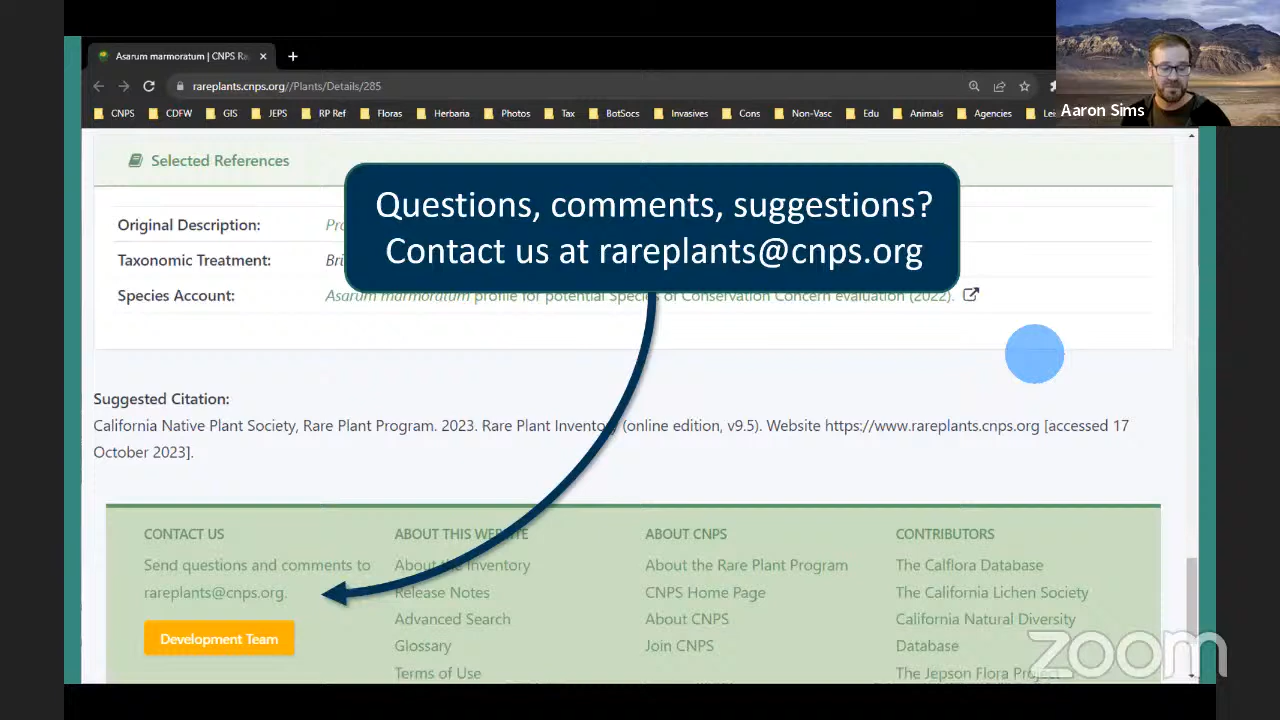 Asarum marmoratum | CNPS Ra
rareplants.cnps.org//Plants/Details/285
CNPS CDFW GIS JEPS RP Ref Floras Herbaria Photos Tax BotSocs Invasives Cons Non-Vasc Edu Animals Agencies Lei
Aaron Sims
Selected References
Questions, comments, suggestions?
Contact us at rareplants@cnps.org
Original Description: Pro
Taxonomic Treatment: Bri
Species Account: Asarum marmoratum profile for potential Species of Conservation Concern evaluation (2022).
Suggested Citation:
California Native Plant Society, Rare Plant Program. 2023. Rare Plant Inventory (online edition, v9.5). Website https://www.rareplants.cnps.org [accessed 17
October 2023].
CONTACT US
Send questions and comments to
rareplants@cnps.org.
Development Team
ABOUT THIS WEBSITE
About the Inventory
Release Notes
Advanced Search
Glossary
Terms of Use
ABOUT CNPS
About the Rare Plant Program
CNPS Home Page
About CNPS
Join CNPS
CONTRIBUTORS
The Calflora Database
The California Lichen Society
California Natural Diversity
Database
The Jepson Flora Project
zoom